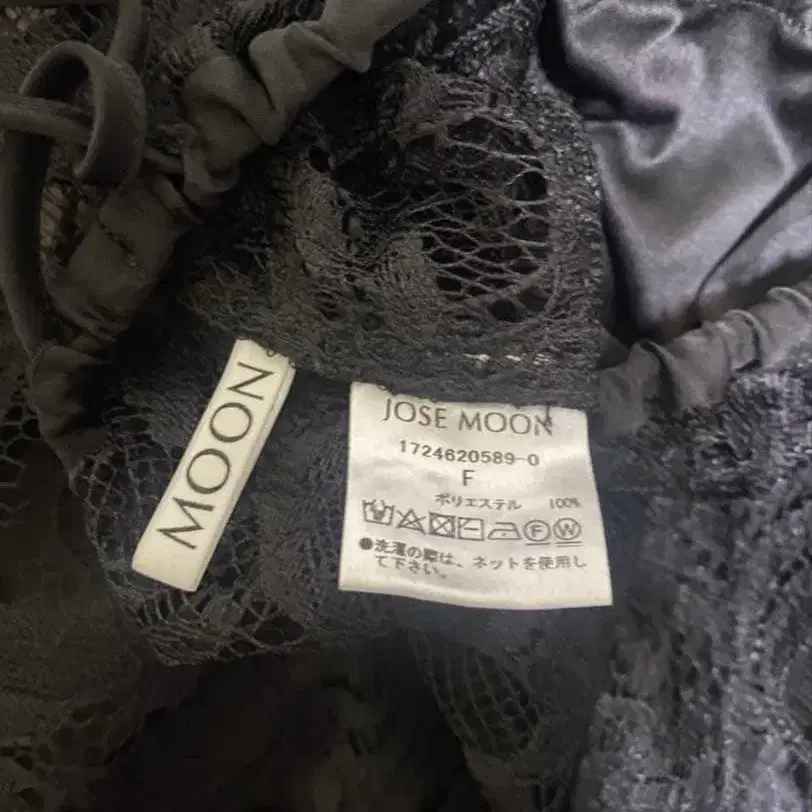 MOON
JOSE MOON
1724620589-0
F
ポリエステル 100%
F W
●洗濯の際は、ネットを使用し
て下さい。